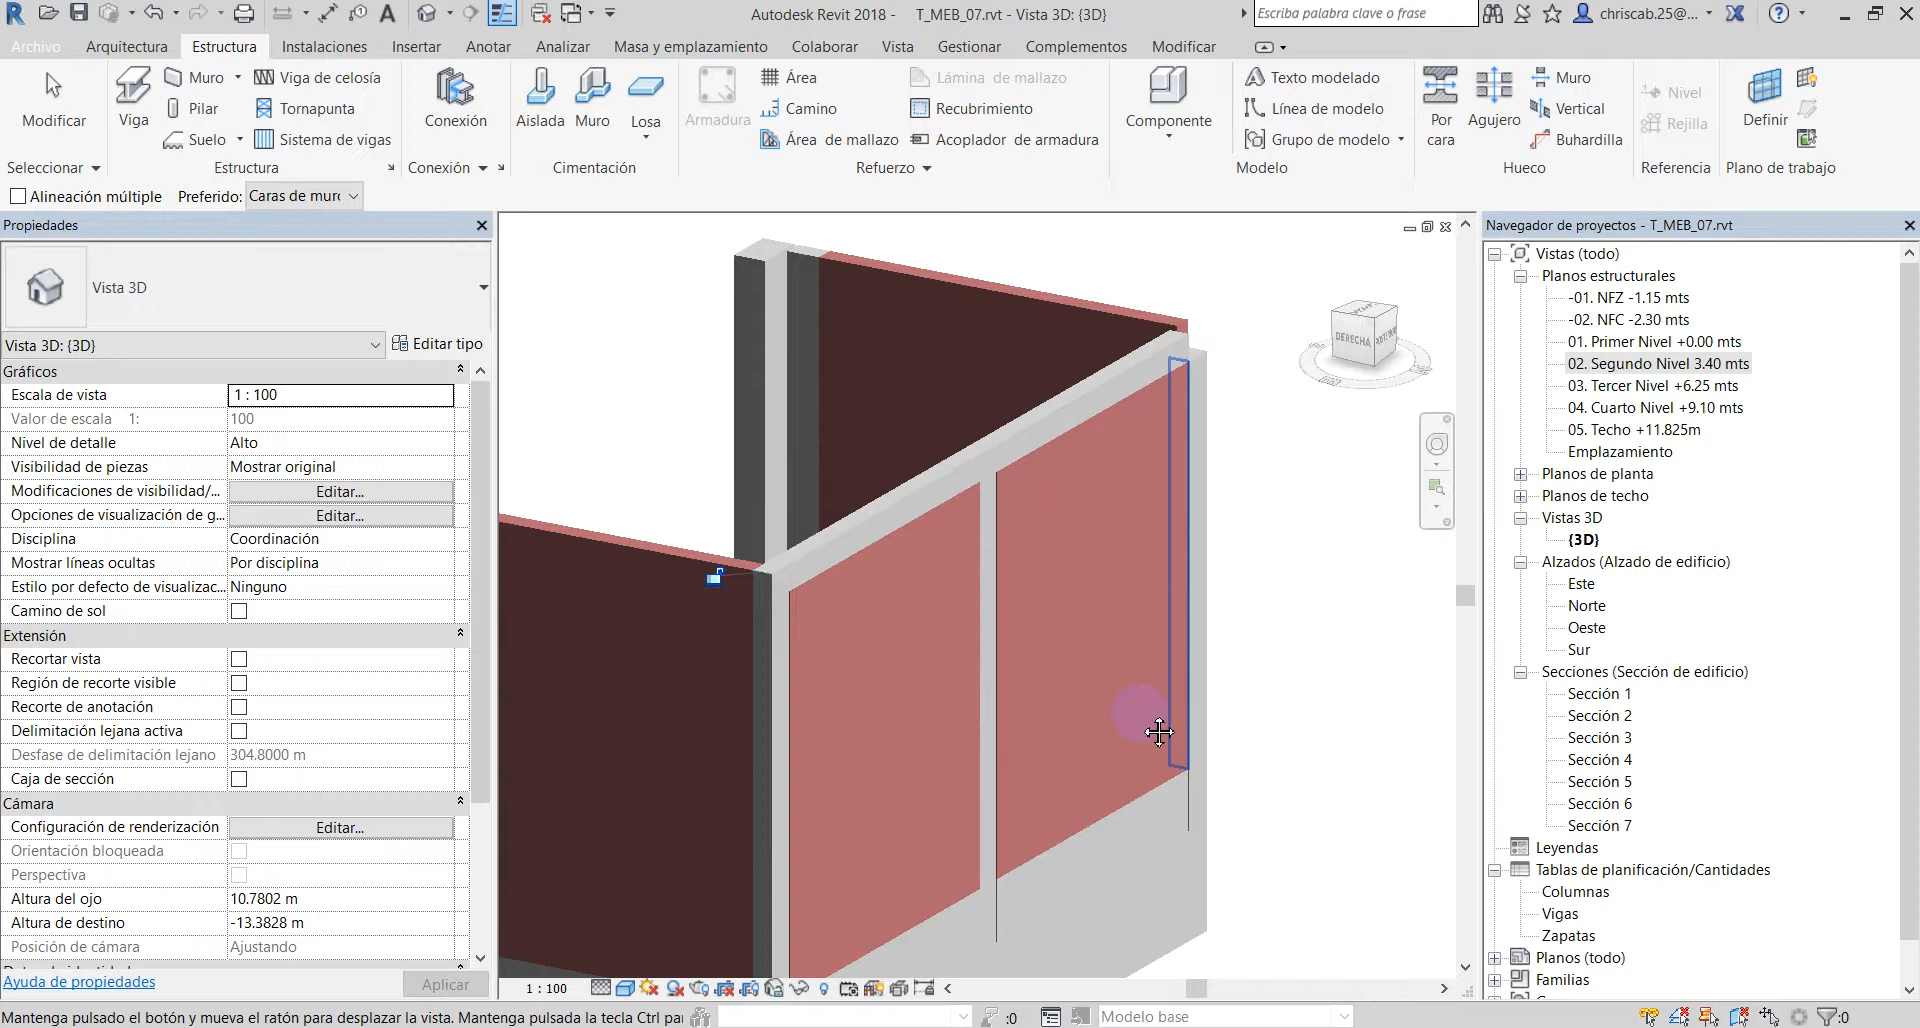 Autodesk Revit 2018 - T_MEB_07.rvt - Vista 3D: {3D}
Escriba palabra clave o frase
chriscab.25@...
Archivo Arquitectura Estructura Instalaciones Insertar Anotar Analizar Masa y emplazamiento Colaborar Vista Gestionar Complementos Modificar
Modificar
Seleccionar
Viga
Muro
Pilar
Suelo
Viga de celosía
Tornapunta
Sistema de vigas
Estructura
Conexión
Conexión
Aislada
Muro
Losa
Cimentación
Armadura
Área
Camino
Área de mallazo
Lámina de mallazo
Recubrimiento
Acoplador de armadura
Refuerzo
Componente
Texto modelado
Línea de modelo
Grupo de modelo
Modelo
Por cara
Agujero
Muro
Vertical
Buhardilla
Hueco
Nivel
Rejilla
Referencia
Definir
Plano de trabajo
Alineación múltiple Preferido: Caras de mur
Propiedades
Vista 3D
Vista 3D: {3D} Editar tipo
Gráficos
Escala de vista 1 : 100
Valor de escala 1: 100
Nivel de detalle Alto
Visibilidad de piezas Mostrar original
Modificaciones de visibilidad/... Editar...
Opciones de visualización de g... Editar...
Disciplina Coordinación
Mostrar líneas ocultas Por disciplina
Estilo por defecto de visualizac... Ninguno
Camino de sol
Extensión
Recortar vista
Región de recorte visible
Recorte de anotación
Delimitación lejana activa
Desfase de delimitación lejano 304.8000 m
Caja de sección
Cámara
Configuración de renderización Editar...
Orientación bloqueada
Perspectiva
Altura del ojo 10.7802 m
Altura de destino -13.3828 m
Posición de cámara Ajustando
Ayuda de propiedades Aplicar
DERECHA
1 : 100
Navegador de proyectos - T_MEB_07.rvt
Vistas (todo)
Planos estructurales
-01. NFZ -1.15 mts
-02. NFC -2.30 mts
01. Primer Nivel +0.00 mts
02. Segundo Nivel 3.40 mts
03. Tercer Nivel +6.25 mts
04. Cuarto Nivel +9.10 mts
05. Techo +11.825m
Emplazamiento
Planos de planta
Planos de techo
Vistas 3D
{3D}
Alzados (Alzado de edificio)
Este
Norte
Oeste
Sur
Secciones (Sección de edificio)
Sección 1
Sección 2
Sección 3
Sección 4
Sección 5
Sección 6
Sección 7
Leyendas
Tablas de planificación/Cantidades
Columnas
Vigas
Zapatas
Planos (todo)
Familias
Mantenga pulsado el botón y mueva el ratón para desplazar la vista. Mantenga pulsada la tecla Ctrl par
:0
Modelo base
:0